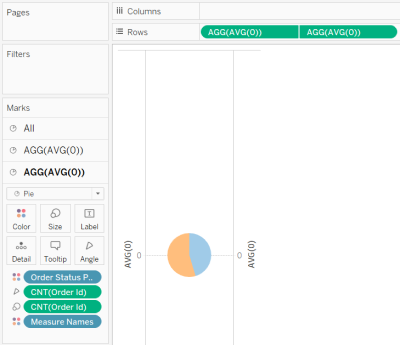 Pages
Columns
Rows
AGG(AVG(0))
AGG(AVG(0))
Filters
Marks
All
AGG(AVG(0))
AGG(AVG(0))
Pie
Color
Size
Label
T
Detail
Tooltip
Angle
Order Status P..
CNT(Order Id)
CNT(Order Id)
Measure Names
AVG(0)
0
0
AVG(0)